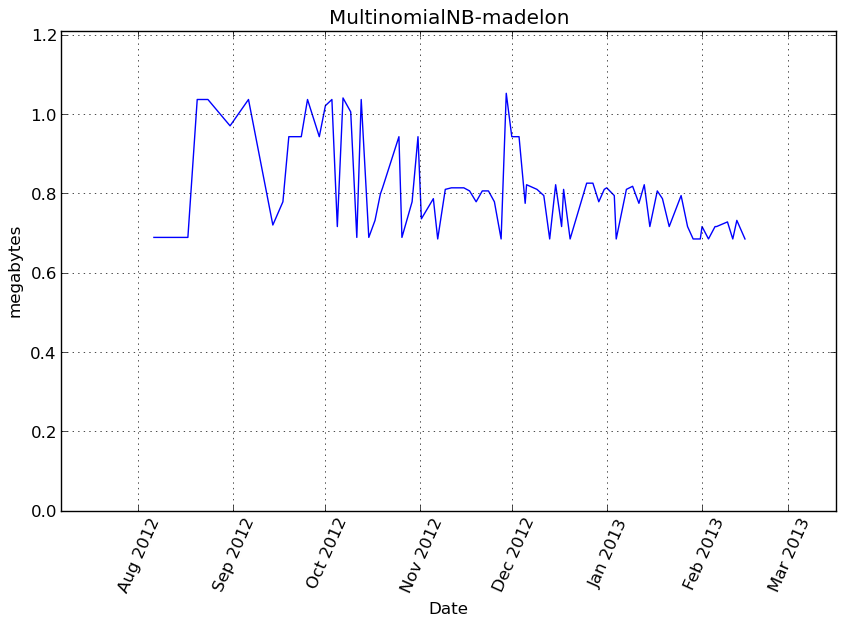 MultinomialNB-madelon
1.2
1.0
0.8
0.6
0.4
0.2
0.0
megabytes
Aug 2012
Sep 2012
Oct 2012
Nov 2012
Dec 2012
Jan 2013
Feb 2013
Mar 2013
Date